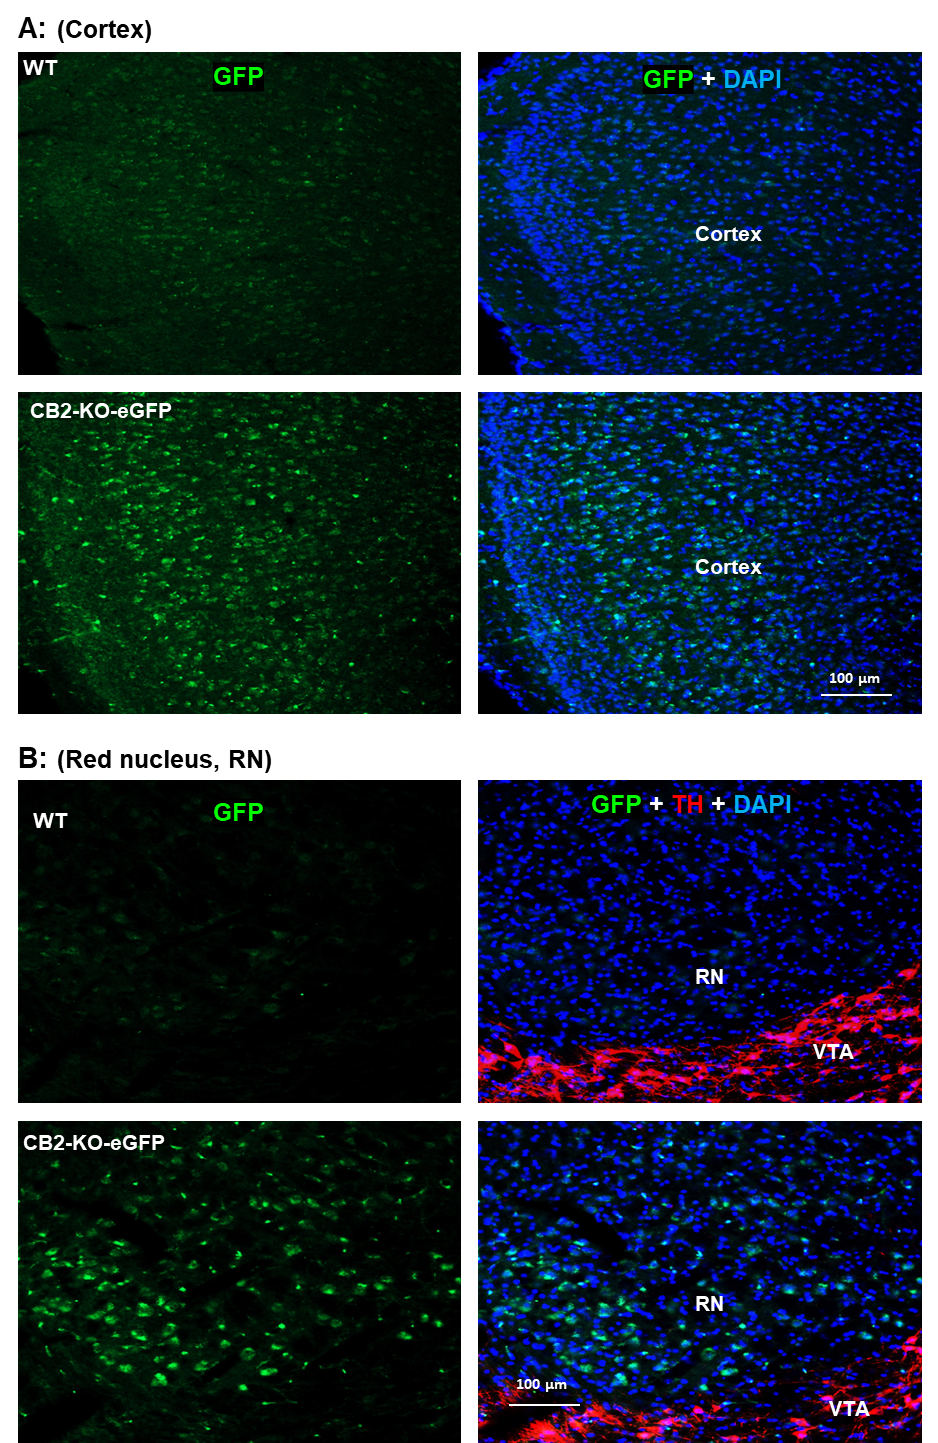 A: (Cortex)
WT
GFP
GFP + DAPI
Cortex
CB2-KO-eGFP
Cortex
100 μm
B: (Red nucleus, RN)
WT
GFP
GFP + TH + DAPI
RN
VTA
CB2-KO-eGFP
RN
100 μm
VTA